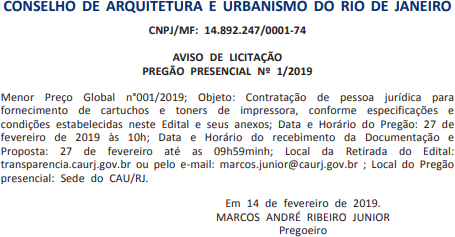 CONSELHO DE ARQUITETURA E URBANISMO DO RIO DE JANEIRO
CNPJ/MF: 14.892.247/0001-74
AVISO DE LICITAÇÃO
PREGÃO PRESENCIAL Nº 1/2019
Menor Preço Global n°001/2019; Objeto: Contratação de pessoa jurídica para
fornecimento de cartuchos e toners de impressora, conforme especificações e
condições estabelecidas neste Edital e seus anexos; Data e Horário do Pregão: 27 de
fevereiro de 2019 às 10h; Data e Horário do recebimento da Documentação e
Proposta: 27 de fevereiro até as 09h59minh; Local da Retirada do Edital:
transparencia.caurj.gov.br ou pelo e-mail: marcos.junior@caurj.gov.br ; Local do Pregão
presencial: Sede do CAU/RJ.
Em 14 de fevereiro de 2019.
MARCOS ANDRÉ RIBEIRO JUNIOR
Pregoeiro